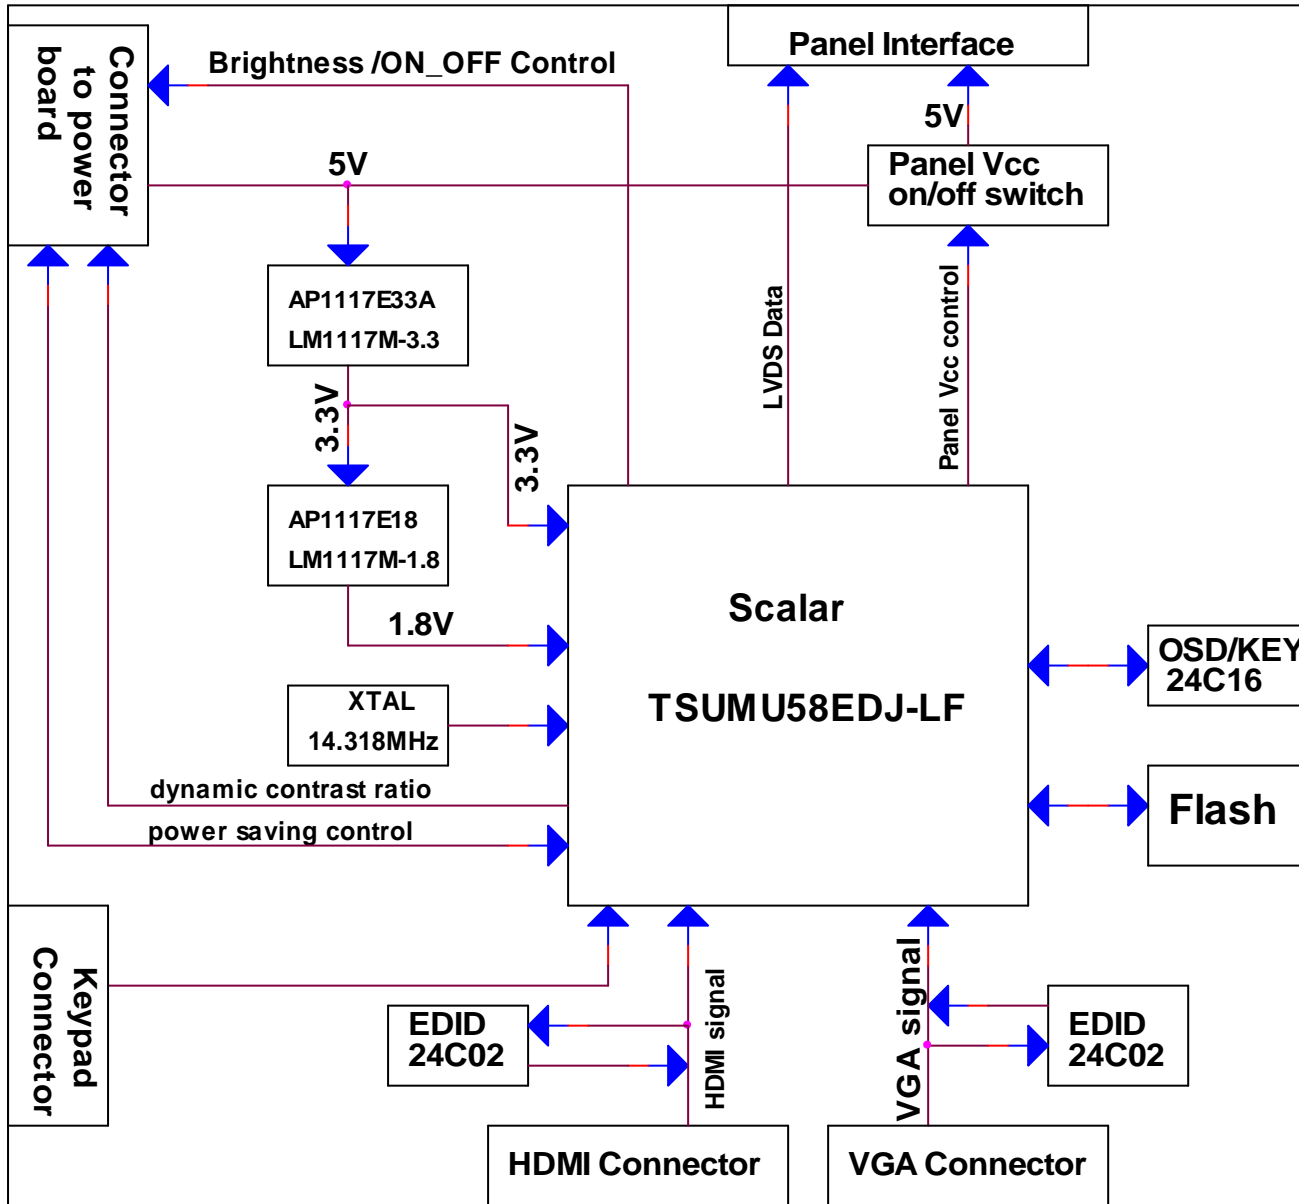 Connector
to power
board
Brightness /ON_OFF Control
Panel Interface
5V
5V
Panel Vcc
on/off switch
AP1117E33A
LM1117M-3.3
LVDS Data
Panel Vcc control
3.3V
3.3V
AP1117E18
LM1117M-1.8
1.8V
Scalar
TSUMU58EDJ-LF
OSD/KEY
24C16
XTAL
14.318MHz
Flash
dynamic contrast ratio
power saving control
Keypad
Connector
EDID
24C02
HDMI signal
VGA signal
EDID
24C02
HDMI Connector
VGA Connector